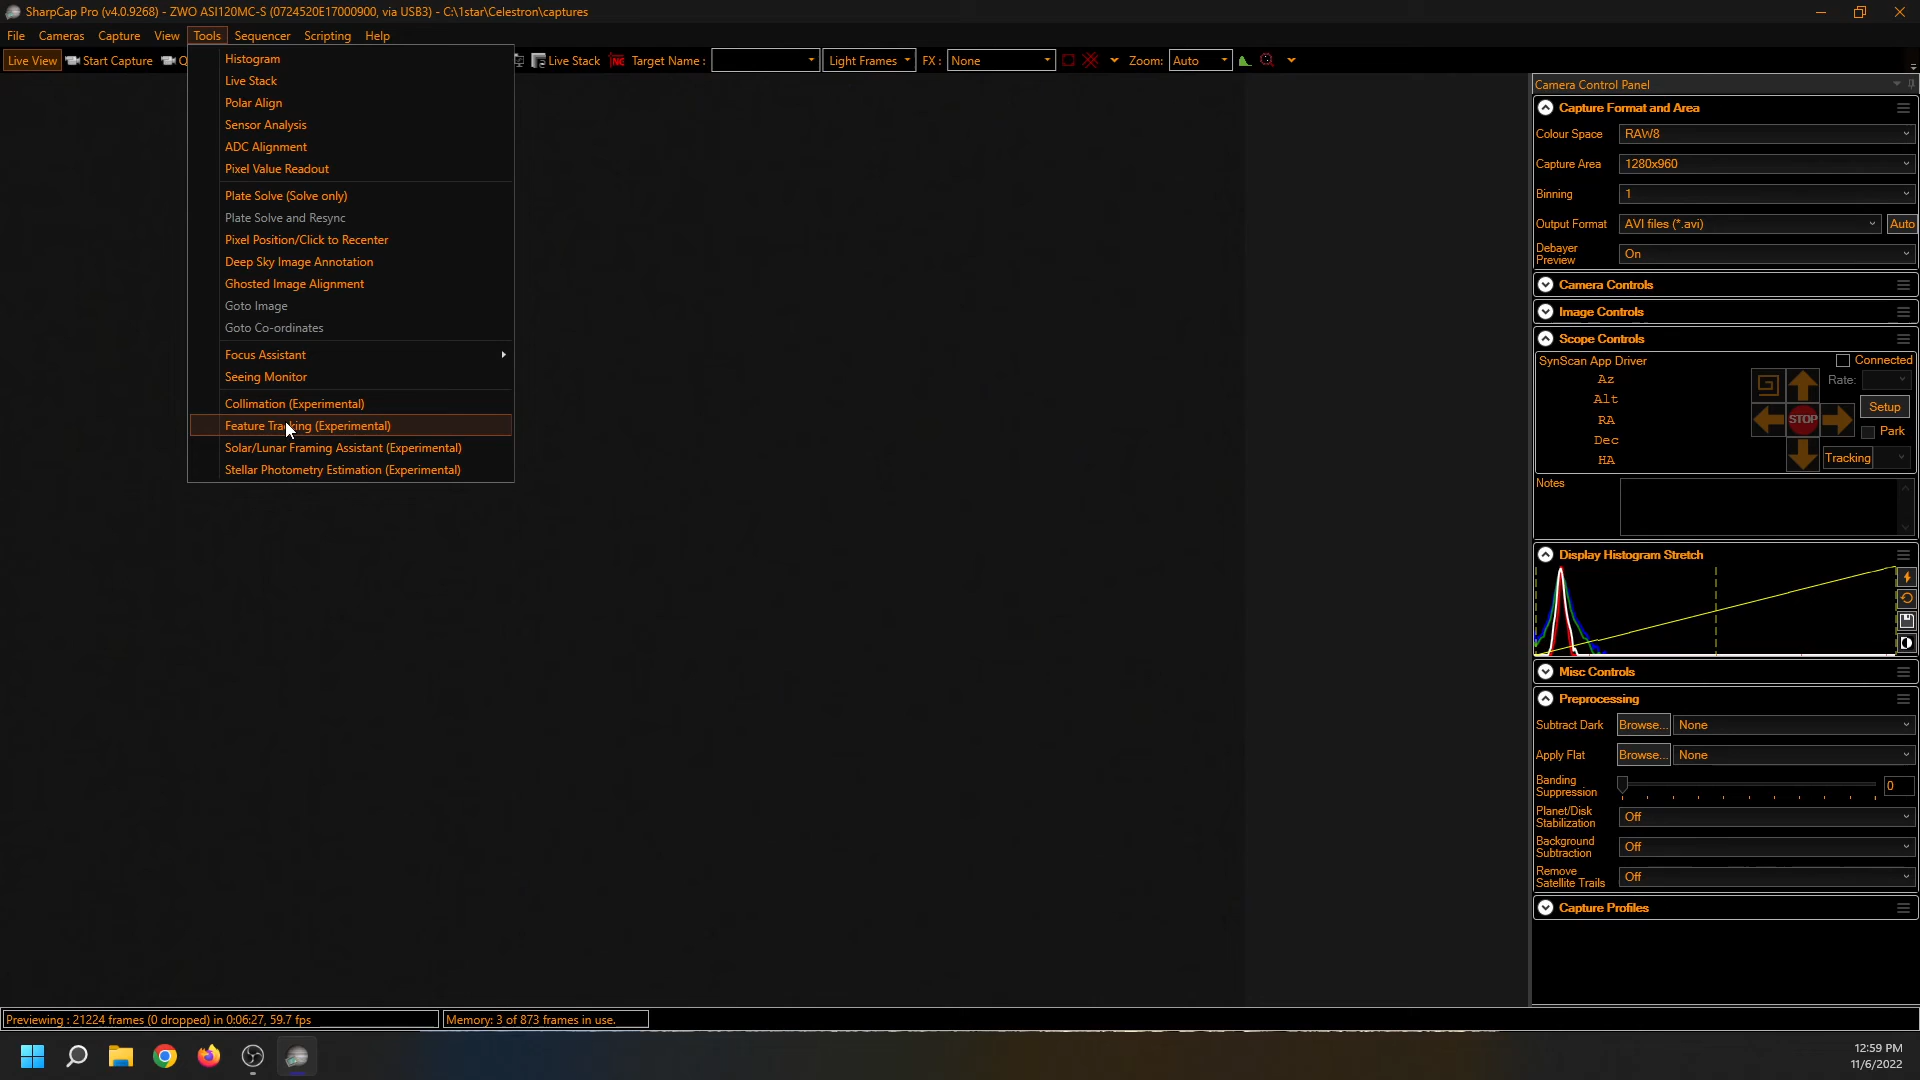 SharpCap Pro (v4.0.9268) - ZWO ASI120MC-S (0724520E17000900, via USB3) - C:\1star\Celestron\captures
File Cameras Capture View Tools Sequencer Scripting Help
Live View Start Capture Q Live Stack NC Target Name : Light Frames FX : None Zoom: Auto
Histogram
Live Stack
Polar Align
Sensor Analysis
ADC Alignment
Pixel Value Readout
Plate Solve (Solve only)
Plate Solve and Resync
Pixel Position/Click to Recenter
Deep Sky Image Annotation
Ghosted Image Alignment
Goto Image
Goto Co-ordinates
Focus Assistant
Seeing Monitor
Collimation (Experimental)
Feature Tracking (Experimental)
Solar/Lunar Framing Assistant (Experimental)
Stellar Photometry Estimation (Experimental)
Camera Control Panel
Capture Format and Area
Colour Space RAW8
Capture Area 1280x960
Binning 1
Output Format AVI files (*.avi) Auto
Debayer
Preview On
Camera Controls
Image Controls
Scope Controls
SynScan App Driver Connected
Az Rate:
Alt Setup
RA STOP Park
Dec Tracking
HA
Notes
Display Histogram Stretch
Misc Controls
Preprocessing
Subtract Dark Browse... None
Apply Flat Browse... None
Banding
Suppression 0
Planet/Disk
Stabilization Off
Background
Subtraction Off
Remove
Satellite Trails Off
Capture Profiles
Previewing : 21224 frames (0 dropped) in 0:06:27, 59.7 fps Memory: 3 of 873 frames in use.
12:59 PM
11/6/2022